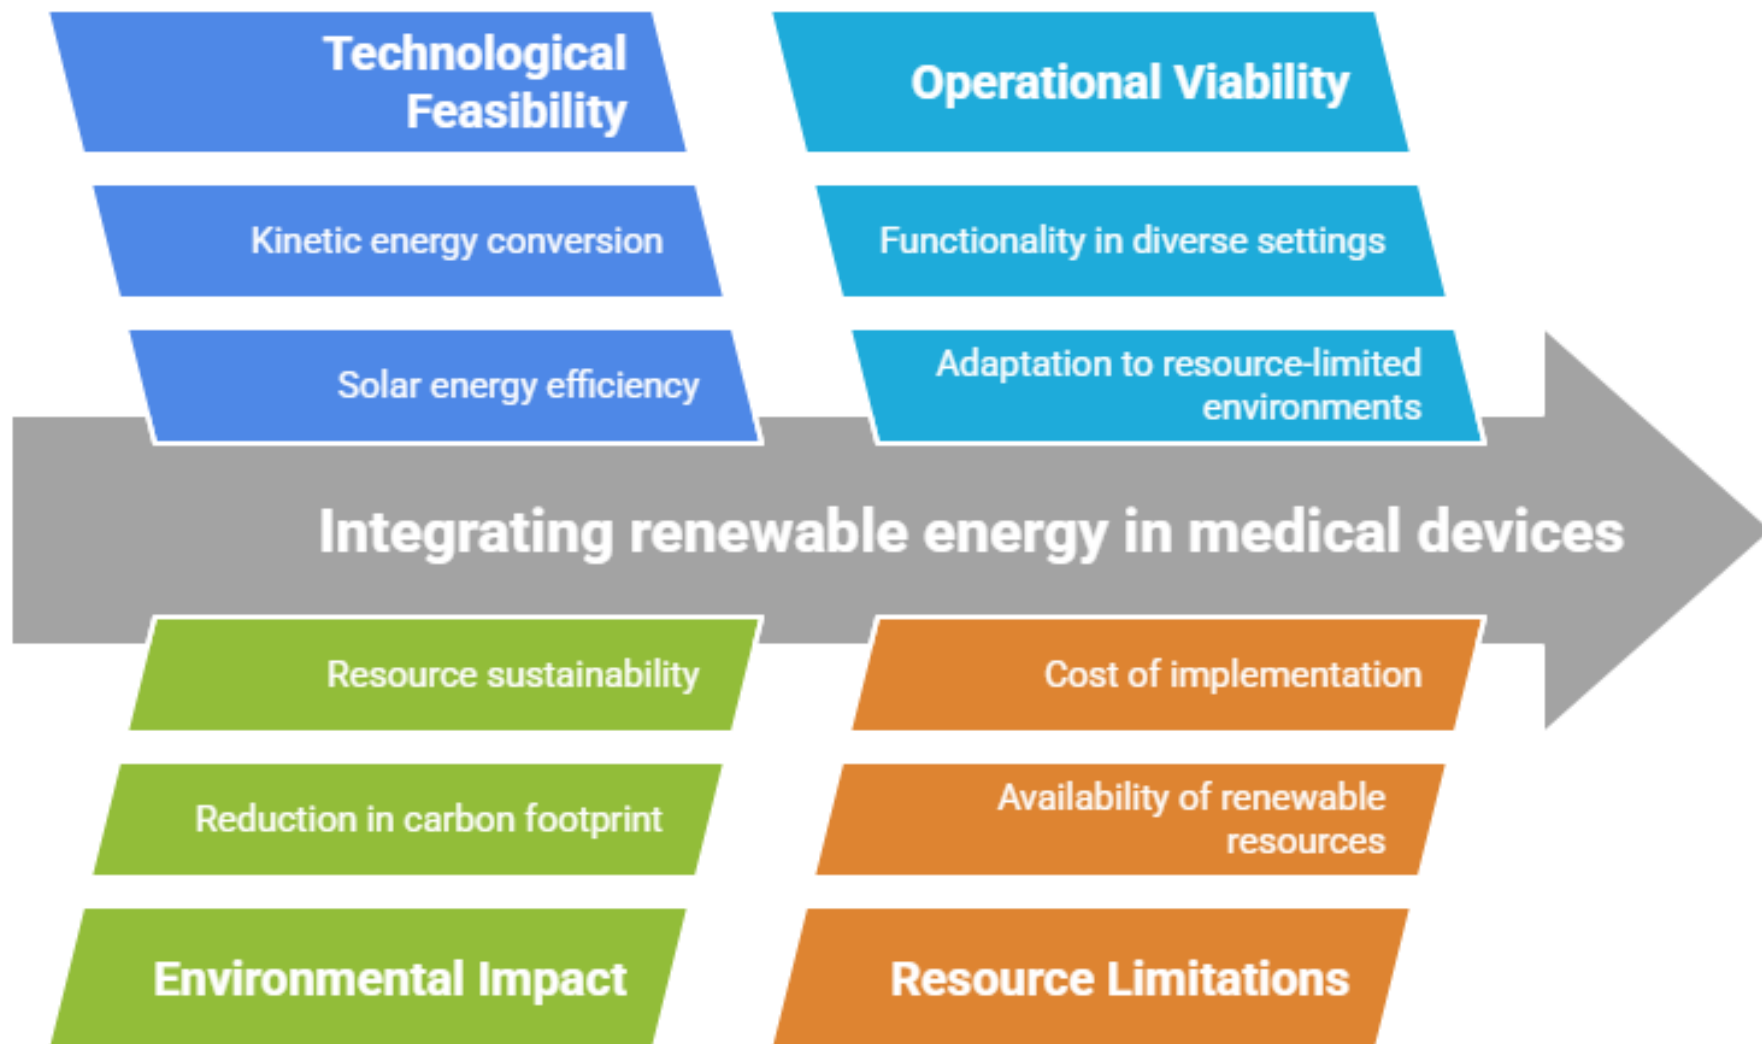 Technological
Feasibility
Kinetic energy conversion
Solar energy efficiency
Operational Viability
Functionality in diverse settings
Adaptation to resource-limited
environments
Integrating renewable energy in medical devices
Resource sustainability
Reduction in carbon footprint
Environmental Impact
Cost of implementation
Availability of renewable
resources
Resource Limitations